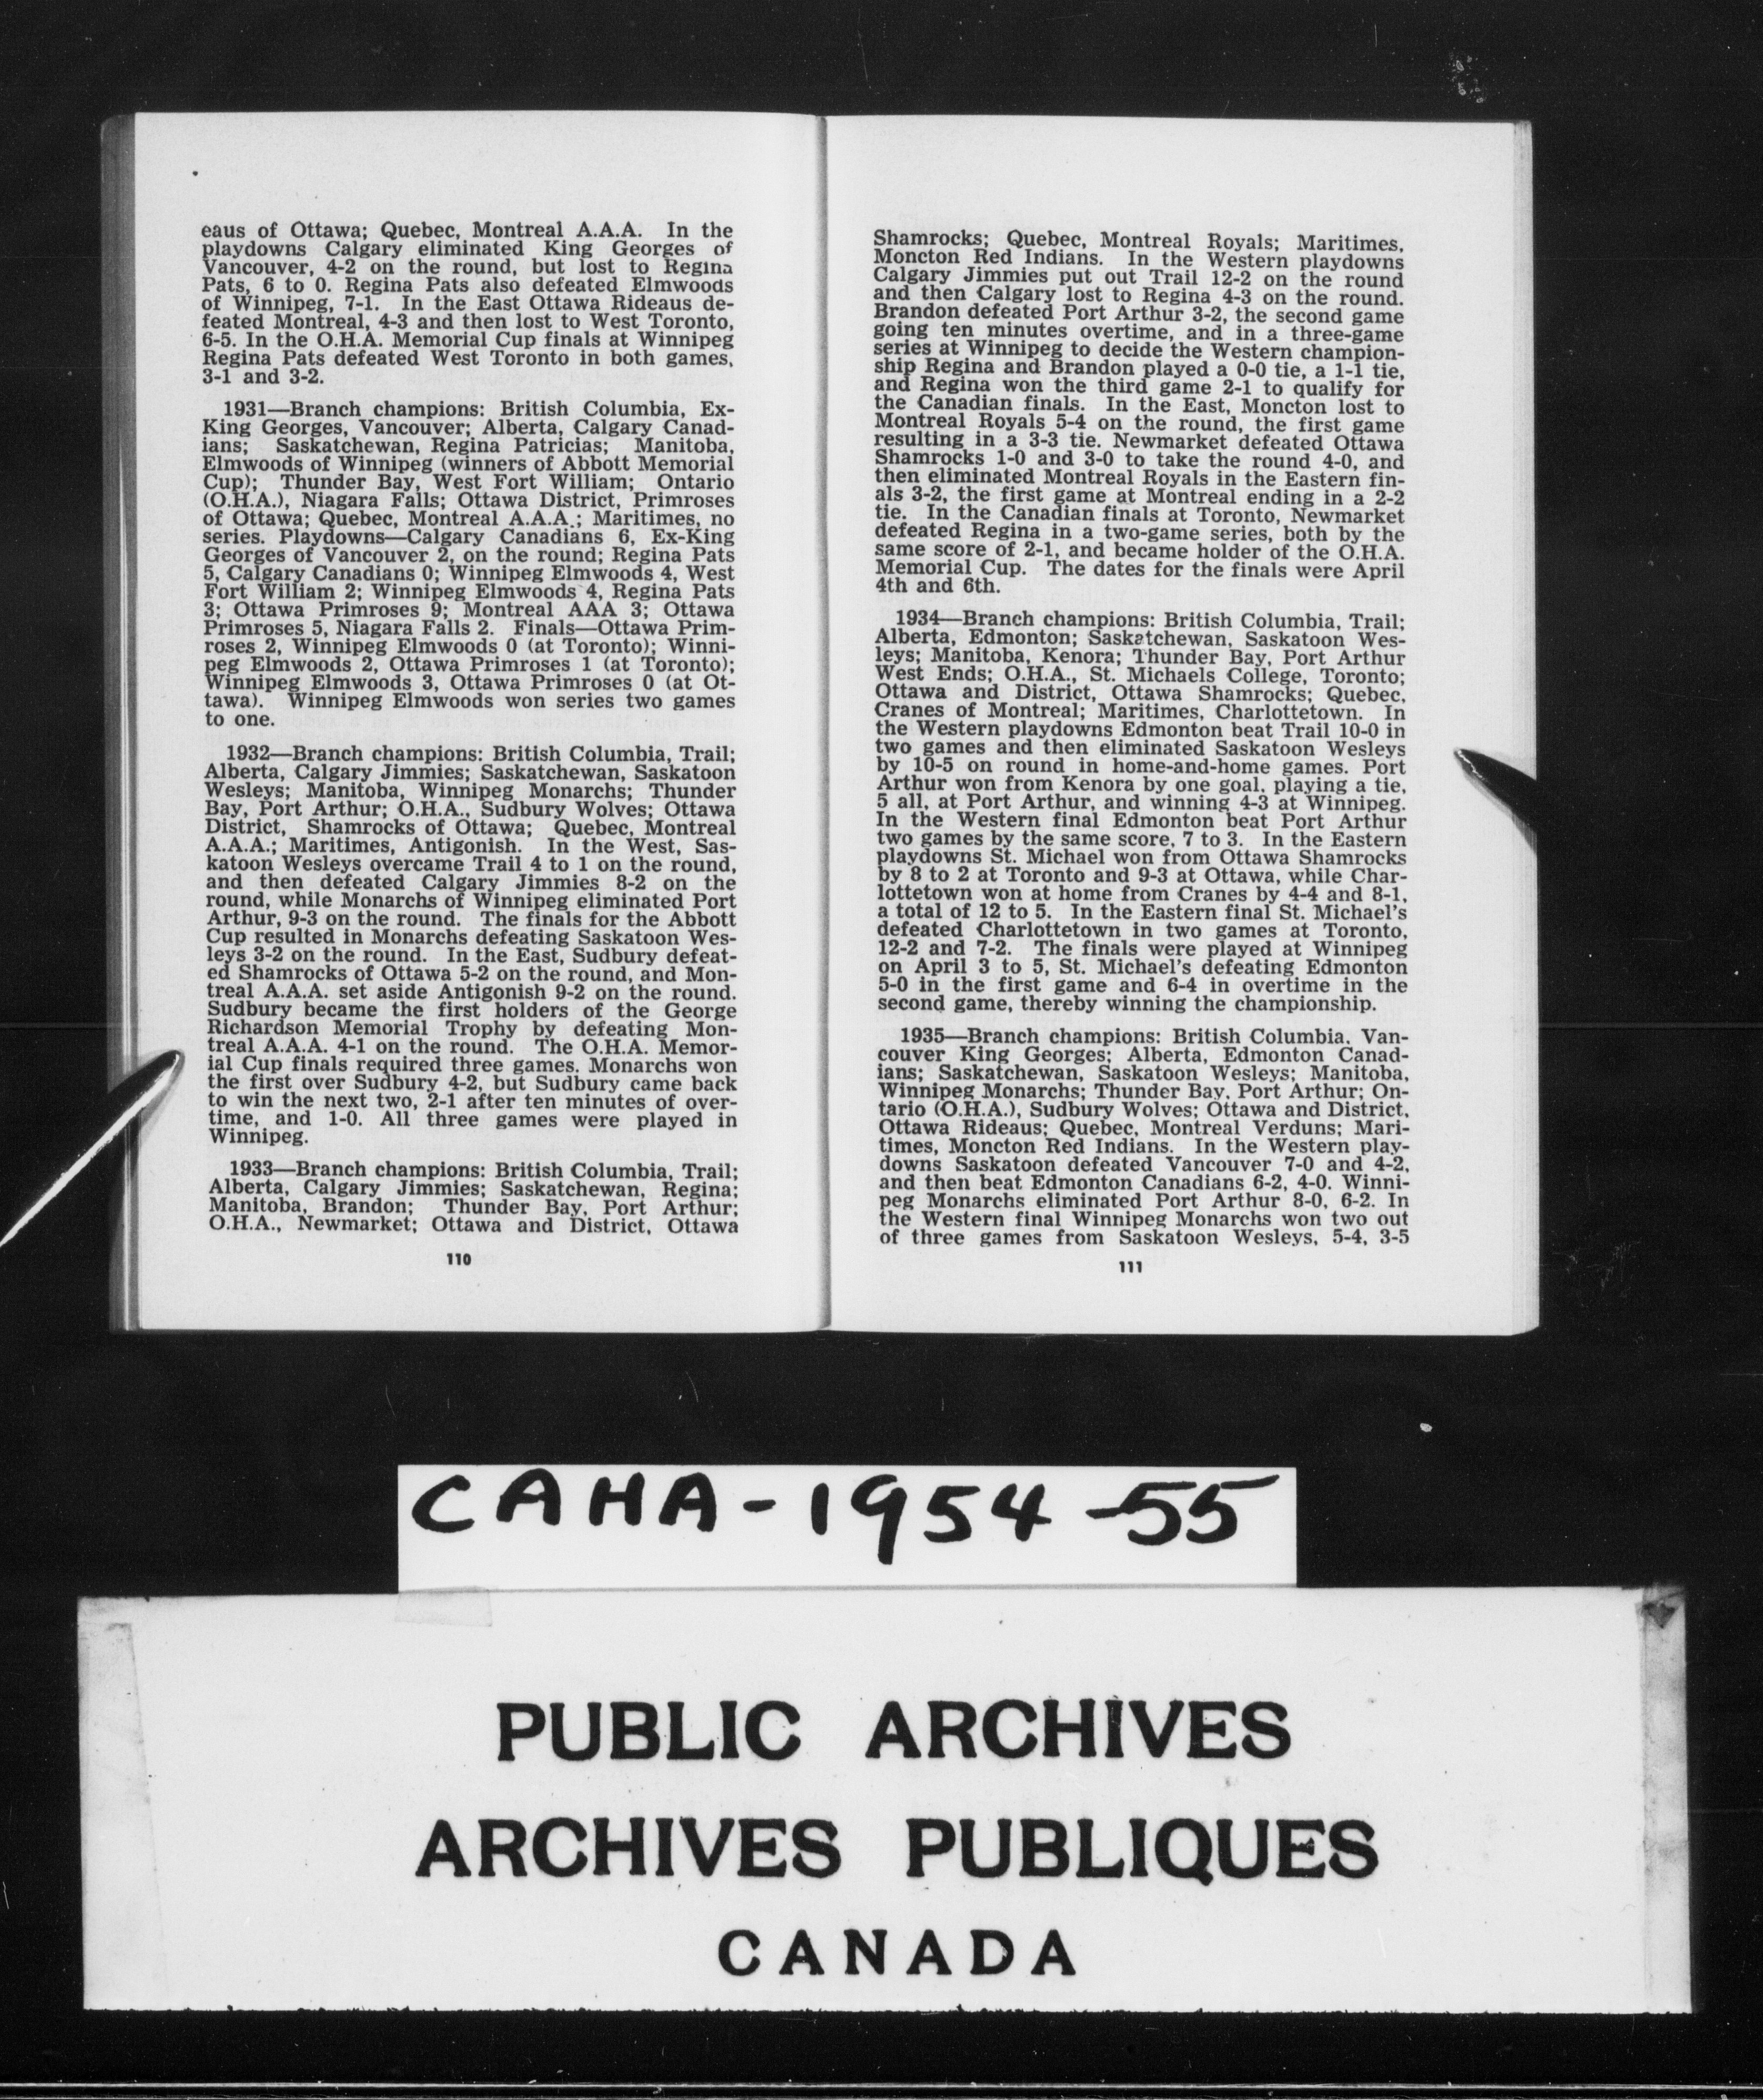 eaus of Ottawa; Quebec, Montreal A.A.A. In the
playdowns Calgary eliminated King Georges of
Vancouver, 4-2 on the round, but lost to Regina
Pats, 6 to 0. Regina Pats also defeated Elmwoods
of Winnipeg, 7-1. In the East Ottawa Rideaus de-
feated Montreal, 4-3 and then lost to West Toronto,
6-5. In the O.H.A. Memorial Cup finals at Winnipeg
Regina Pats defeated West Toronto in both games,
3-1 and 3-2.
1931—Branch champions: British Columbia, Ex-
King Georges, Vancouver; Alberta, Calgary Canad-
ians; Saskatchewan, Regina Patricias; Manitoba,
Elmwoods of Winnipeg (winners of Abbott Memorial
Cup); Thunder Bay, West Fort William; Ontario
(O.H.A.), Niagara Falls; Ottawa District, Primroses
of Ottawa; Quebec, Montreal A.A.A.; Maritimes, no
series. Playdowns—Calgary Canadians 6, Ex-King
Georges of Vancouver 2, on the round; Regina Pats
5, Calgary Canadians 0; Winnipeg Elmwoods 4, West
Fort William 2; Winnipeg Elmwoods 4, Regina Pats
3; Ottawa Primroses 9; Montreal AAA 3; Ottawa
Primroses 5, Niagara Falls 2. Finals—Ottawa Prim-
roses 2, Winnipeg Elmwoods 0 (at Toronto); Winni-
peg Elmwoods 2, Ottawa Primroses 1 (at Toronto);
Winnipeg Elmwoods 3, Ottawa Primroses 0 (at Ot-
tawa). Winnipeg Elmwoods won series two games
to one.
1932—Branch champions: British Columbia, Trail;
Alberta, Calgary Jimmies; Saskatchewan, Saskatoon
Wesleys; Manitoba, Winnipeg Monarchs; Thunder
Bay, Port Arthur; O.H.A., Sudbury Wolves; Ottawa
District, Shamrocks of Ottawa; Quebec, Montreal
A.A.A.; Maritimes, Antigonish. In the West, Sas-
katoon Wesleys overcame Trail 4 to 1 on the round,
and then defeated Calgary Jimmies 8-2 on the
round, while Monarchs of Winnipeg eliminated Port
Arthur, 9-3 on the round. The finals for the Abbott
Cup resulted in Monarchs defeating Saskatoon Wes-
leys 3-2 on the round. In the East, Sudbury defeat-
ed Shamrocks of Ottawa 5-2 on the round, and Mon-
treal A.A.A. set aside Antigonish 9-2 on the round.
Sudbury became the first holders of the George
Richardson Memorial Trophy by defeating Mon-
treal A.A.A. 4-1 on the round. The O.H.A. Memor-
ial Cup finals required three games. Monarchs won
the first over Sudbury 4-2, but Sudbury came back
to win the next two, 2-1 after ten minutes of over-
time, and 1-0. All three games were played in
Winnipeg.
1933—Branch champions: British Columbia, Trail;
Alberta, Calgary Jimmies; Saskatchewan, Regina;
Manitoba, Brandon; Thunder Bay, Port Arthur;
O.H.A., Newmarket; Ottawa and District, Ottawa
110
Shamrocks; Quebec, Montreal Royals; Maritimes,
Moncton Red Indians. In the Western playdowns
Calgary Jimmies put out Trail 12-2 on the round
and then Calgary lost to Regina 4-3 on the round.
Brandon defeated Port Arthur 3-2, the second game
going ten minutes overtime, and in a three-game
series at Winnipeg to decide the Western champion-
ship Regina and Brandon played a 0-0 tie, a 1-1 tie,
and Regina won the third game 2-1 to qualify for
the Canadian finals. In the East, Moncton lost to
Montreal Royals 5-4 on the round, the first game
resulting in a 3-3 tie. Newmarket defeated Ottawa
Shamrocks 1-0 and 3-0 to take the round 4-0, and
then eliminated Montreal Royals in the Eastern fin-
als 3-2, the first game at Montreal ending in a 2-2
tie. In the Canadian finals at Toronto, Newmarket
defeated Regina in a two-game series, both by the
same score of 2-1, and became holder of the O.H.A.
Memorial Cup. The dates for the finals were April
4th and 6th.
1934—Branch champions: British Columbia, Trail;
Alberta, Edmonton; Saskatchewan, Saskatoon Wes-
leys; Manitoba, Kenora; Thunder Bay, Port Arthur
West Ends; O.H.A., St. Michaels College, Toronto;
Ottawa and District, Ottawa Shamrocks; Quebec,
Cranes of Montreal; Maritimes, Charlottetown. In
the Western playdowns Edmonton beat Trail 10-0 in
two games and then eliminated Saskatoon Wesleys
by 10-5 on round in home-and-home games. Port
Arthur won from Kenora by one goal, playing a tie,
5 all, at Port Arthur, and winning 4-3 at Winnipeg.
In the Western final Edmonton beat Port Arthur
two games by the same score, 7 to 3. In the Eastern
playdowns St. Michael won from Ottawa Shamrocks
by 8 to 2 at Toronto and 9-3 at Ottawa, while Char-
lottetown won at home from Cranes by 4-4 and 8-1,
a total of 12 to 5. In the Eastern final St. Michael's
defeated Charlottetown in two games at Toronto,
12-2 and 7-2. The finals were played at Winnipeg
on April 3 to 5, St. Michael's defeating Edmonton
5-0 in the first game and 6-4 in overtime in the
second game, thereby winning the championship.
1935—Branch champions: British Columbia, Van-
couver King Georges; Alberta, Edmonton Canad-
ians; Saskatchewan, Saskatoon Wesleys; Manitoba,
Winnipeg Monarchs; Thunder Bay, Port Arthur; On-
tario (O.H.A.), Sudbury Wolves; Ottawa and District,
Ottawa Rideaus; Quebec, Montreal Verduns; Mari-
times, Moncton Red Indians. In the Western play-
downs Saskatoon defeated Vancouver 7-0 and 4-2,
and then beat Edmonton Canadians 6-2, 4-0. Winni-
peg Monarchs eliminated Port Arthur 8-0, 6-2. In
the Western final Winnipeg Monarchs won two out
of three games from Saskatoon Wesleys, 5-4, 3-5
111
CAHA-1954-55
PUBLIC ARCHIVES
ARCHIVES PUBLIQUES
CANADA